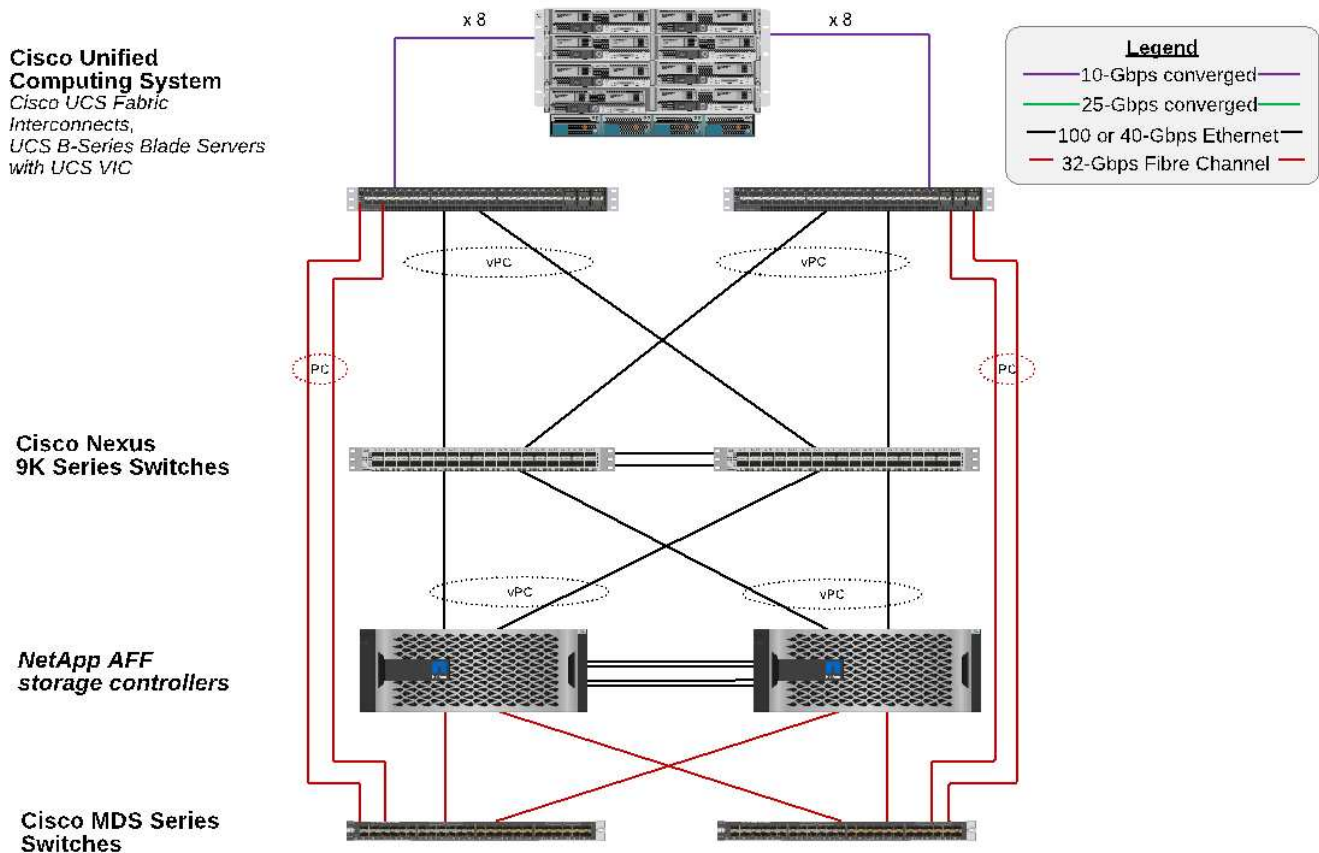 x 8
x 8
Cisco Unified
Computing System
Cisco UCS Fabric
Interconnects,
UCS B-Series Blade Servers
with UCS VIC
Legend
10-Gbps converged
25-Gbps converged
100 or 40-Gbps Ethernet
32-Gbps Fibre Channel
vPC
vPC
PC
PC
Cisco Nexus
9K Series Switches
vPC
vPC
NetApp AFF
storage controllers
Cisco MDS Series
Switches